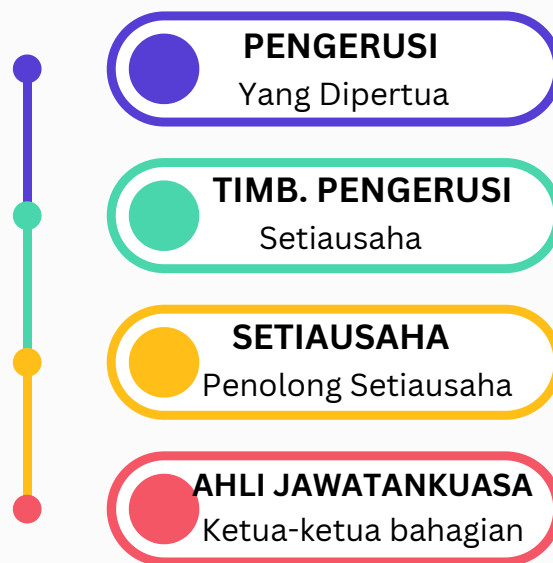 PENGERUSI
Yang Dipertua
TIMB. PENGERUSI
Setiausaha
SETIAUSAHA
Penolong Setiausaha
AHLI JAWATANKUASA
Ketua-ketua bahagian